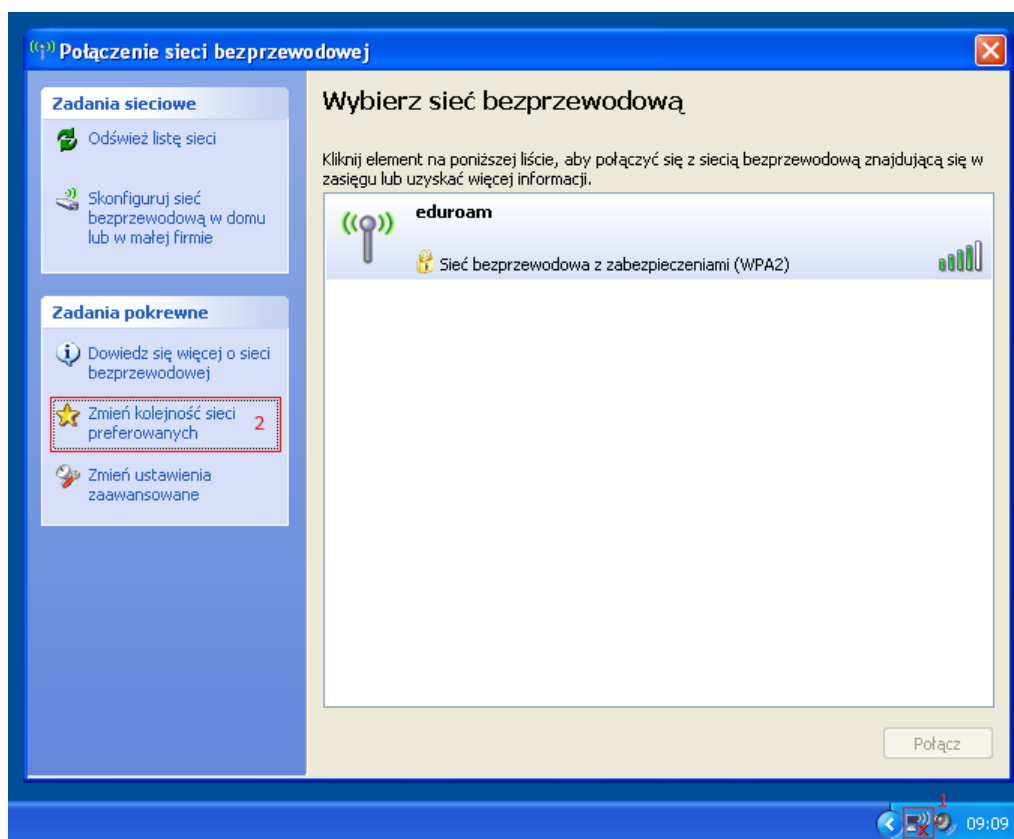 Połączenie sieci bezprzewodowej
Zadania sieciowe
Odśwież listę sieci
Skonfiguruj sieć
bezprzewodową w domu
lub w małej firmie
Zadania pokrewne
Dowiedz się więcej o sieci
bezprzewodowej
Zmień kolejność sieci
preferowanych
2
Zmień ustawienia
zaawansowane
Wybierz sieć bezprzewodową
Kliknij element na poniższej liście, aby połączyć się z siecią bezprzewodową znajdującą się w
zasięgu lub uzyskać więcej informacji.
eduroam
Sieć bezprzewodowa z zabezpieczeniami (WPA2)
Połącz
1
09:09